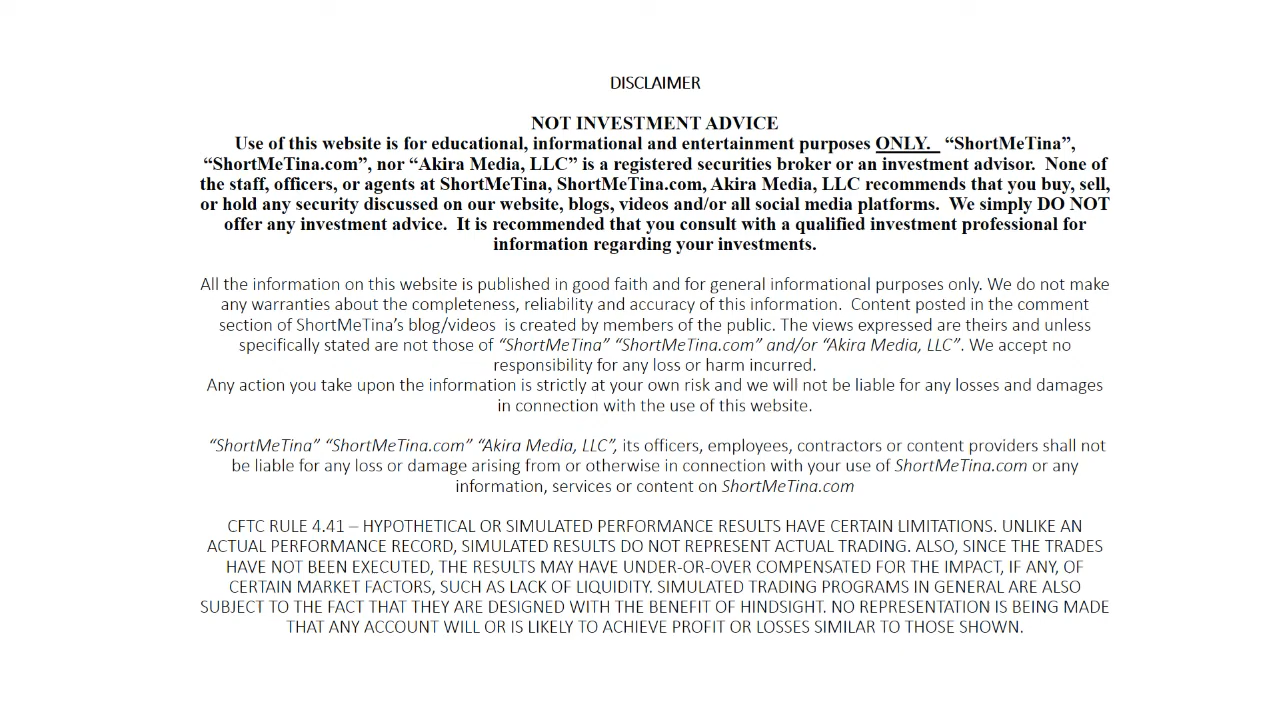 DISCLAIMER
NOT INVESTMENT ADVICE
Use of this website is for educational, informational and entertainment purposes ONLY.  “ShortMeTina”,
“ShortMeTina.com”, nor “Akira Media, LLC” is a registered securities broker or an investment advisor.  None of
the staff, officers, or agents at ShortMeTina, ShortMeTina.com, Akira Media, LLC recommends that you buy, sell,
or hold any security discussed on our website, blogs, videos and/or all social media platforms.  We simply DO NOT
offer any investment advice.  It is recommended that you consult with a qualified investment professional for
information regarding your investments.
All the information on this website is published in good faith and for general informational purposes only. We do not make
any warranties about the completeness, reliability and accuracy of this information.  Content posted in the comment
section of ShortMeTina’s blog/videos  is created by members of the public. The views expressed are theirs and unless
specifically stated are not those of “ShortMeTina” “ShortMeTina.com” and/or “Akira Media, LLC”. We accept no
responsibility for any loss or harm incurred.
Any action you take upon the information is strictly at your own risk and we will not be liable for any losses and damages
in connection with the use of this website.
“ShortMeTina” “ShortMeTina.com” “Akira Media, LLC”, its officers, employees, contractors or content providers shall not
be liable for any loss or damage arising from or otherwise in connection with your use of ShortMeTina.com or any
information, services or content on ShortMeTina.com
CFTC RULE 4.41 – HYPOTHETICAL OR SIMULATED PERFORMANCE RESULTS HAVE CERTAIN LIMITATIONS. UNLIKE AN
ACTUAL PERFORMANCE RECORD, SIMULATED RESULTS DO NOT REPRESENT ACTUAL TRADING. ALSO, SINCE THE TRADES
HAVE NOT BEEN EXECUTED, THE RESULTS MAY HAVE UNDER-OR-OVER COMPENSATED FOR THE IMPACT, IF ANY, OF
CERTAIN MARKET FACTORS, SUCH AS LACK OF LIQUIDITY. SIMULATED TRADING PROGRAMS IN GENERAL ARE ALSO
SUBJECT TO THE FACT THAT THEY ARE DESIGNED WITH THE BENEFIT OF HINDSIGHT. NO REPRESENTATION IS BEING MADE
THAT ANY ACCOUNT WILL OR IS LIKELY TO ACHIEVE PROFIT OR LOSSES SIMILAR TO THOSE SHOWN.